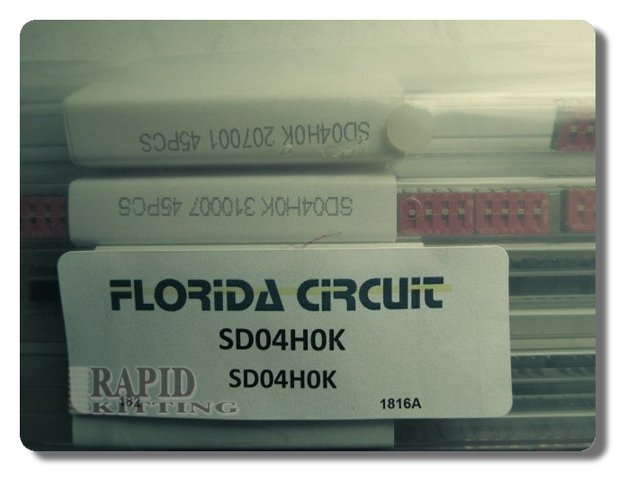 SD04H0K 207001 45PCS
SD04H0K 310007 45PCS
FLORIDA CIRCUIT
SD04H0K
SD04H0K
RAPID
KITTING
1816A